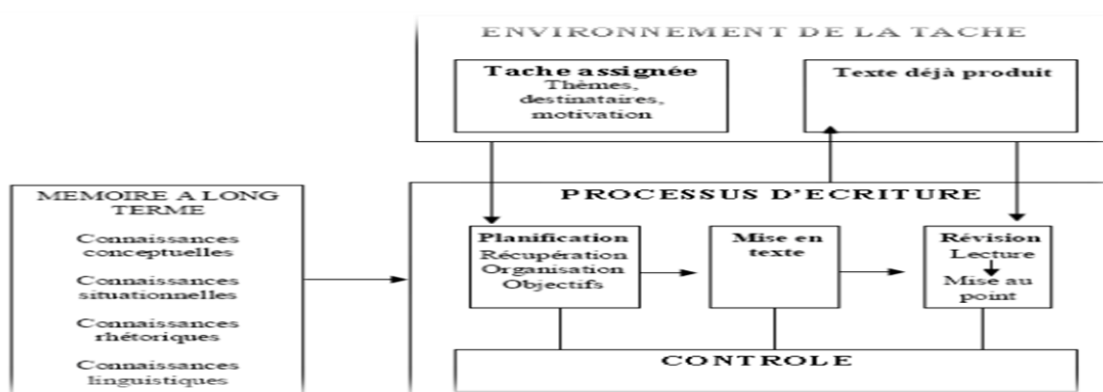 ENVIRONNEMENT DE LA TACHE
Tache assignée
Thèmes,
destinataires,
motivation
Texte déjà produit
MEMOIRE A LONG
TERME
Connaissances
conceptuelles
Connaissances
situationnelles
Connaissances
rhétoriques
Connaissances
linguistiques
PROCESSUS D'ECRITURE
Planification
Récupération
Organisation
Objectifs
Mise en
texte
Révision
Lecture
Mise au
point
CONTROLE